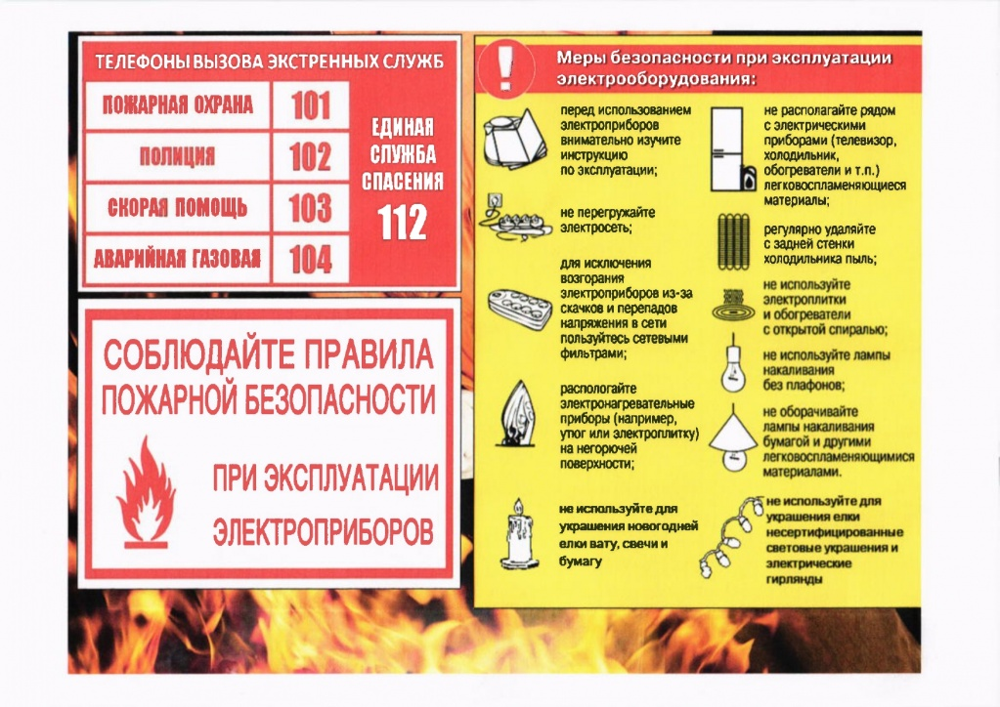 ТЕЛЕФОНЫ ВЫЗОВА ЭКСТРЕННЫХ СЛУЖБ
ПОЖАРНАЯ ОХРАНА 101
ПОЛИЦИЯ 102
СКОРАЯ ПОМОЩЬ 103
АВАРИЙНАЯ ГАЗОВАЯ 104
ЕДИНАЯ
СЛУЖБА
СПАСЕНИЯ
112
СОБЛЮДАЙТЕ ПРАВИЛА
ПОЖАРНОЙ БЕЗОПАСНОСТИ
ПРИ ЭКСПЛУАТАЦИИ
ЭЛЕКТРОПРИБОРОВ
!
Меры безопасности при эксплуатации
электрооборудования:
перед использованием
электроприборов
внимательно изучите
инструкцию
по эксплуатации;
не перегружайте
электросеть;
для исключения
возгорания
электроприборов из-за
скачков и перепадов
напряжения в сети
пользуйтесь сетевыми
фильтрами;
распологайте
электронагревательные
приборы (например,
утюг или электроплитку)
на негорючей
поверхности;
не используйте для
украшения новогодней
елки вату, свечи и
бумагу
не располагайте рядом
с электрическими
приборами (телевизор,
холодильник,
обогреватели и т.п.)
легковоспламеняющиеся
материалы;
регулярно удаляйте
с задней стенки
холодильника пыль;
не используйте
электроплитки
и обогреватели
с открытой спиралью;
не используйте лампы
накаливания
без плафонов;
не оборачивайте
лампы накаливания
бумагой и другими
легковоспламеняющимися
материалами.
не используйте для
украшения елки
несертифицированные
световые украшения и
электрические
гирлянды